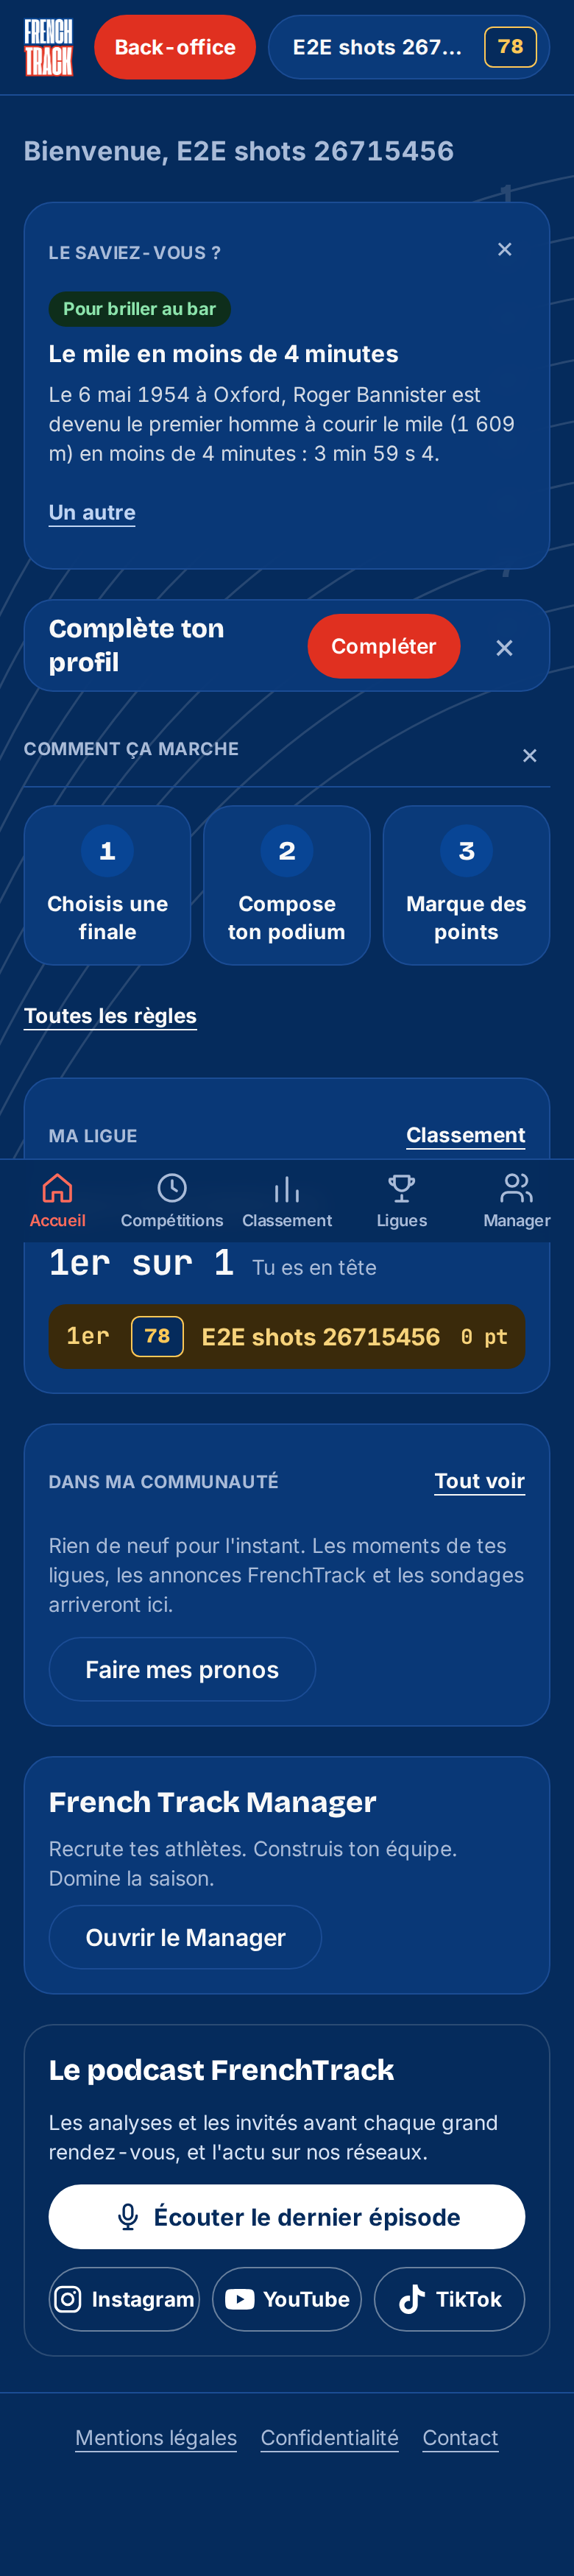 FRENCH
TRACK
Back-office
E2E shots 267...
78
Bienvenue, E2E shots 26715456
LE SAVIEZ-VOUS ?
Pour briller au bar
Le mile en moins de 4 minutes
Le 6 mai 1954 à Oxford, Roger Bannister est
devenu le premier homme à courir le mile (1 609
m) en moins de 4 minutes : 3 min 59 s 4.
Un autre
Complète ton
profil
Compléter
COMMENT ÇA MARCHE
1
Choisis une
finale
2
Compose
ton podium
3
Marque des
points
Toutes les règles
MA LIGUE
Classement
Accueil
Compétitions
Classement
Ligues
Manager
1er sur 1
Tu es en tête
1er
78
E2E shots 26715456
0 pt
DANS MA COMMUNAUTÉ
Tout voir
Rien de neuf pour l'instant. Les moments de tes
ligues, les annonces FrenchTrack et les sondages
arriveront ici.
Faire mes pronos
French Track Manager
Recrute tes athlètes. Construis ton équipe.
Domine la saison.
Ouvrir le Manager
Le podcast FrenchTrack
Les analyses et les invités avant chaque grand
rendez-vous, et l'actu sur nos réseaux.
Écouter le dernier épisode
Instagram
YouTube
TikTok
Mentions légales
Confidentialité
Contact